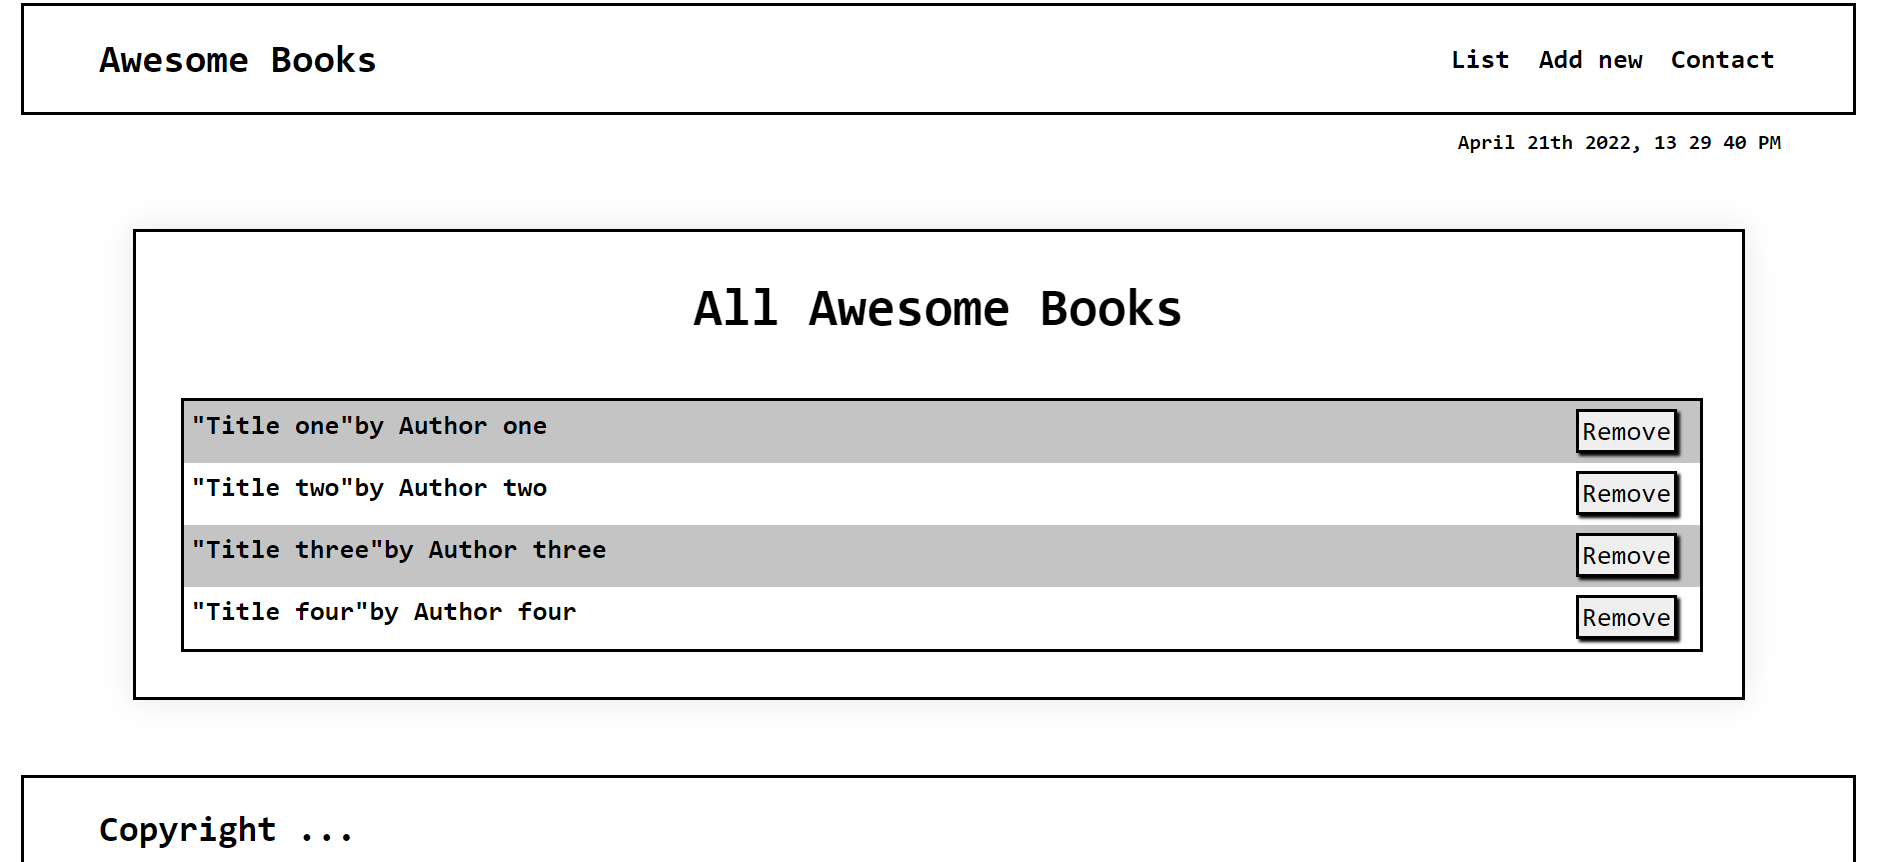 Awesome Books
List Add new Contact
April 21th 2022, 13 29 40 PM
All Awesome Books
"Title one"by Author one
Remove
"Title two"by Author two
Remove
"Title three"by Author three
Remove
"Title four"by Author four
Remove
Copyright ...